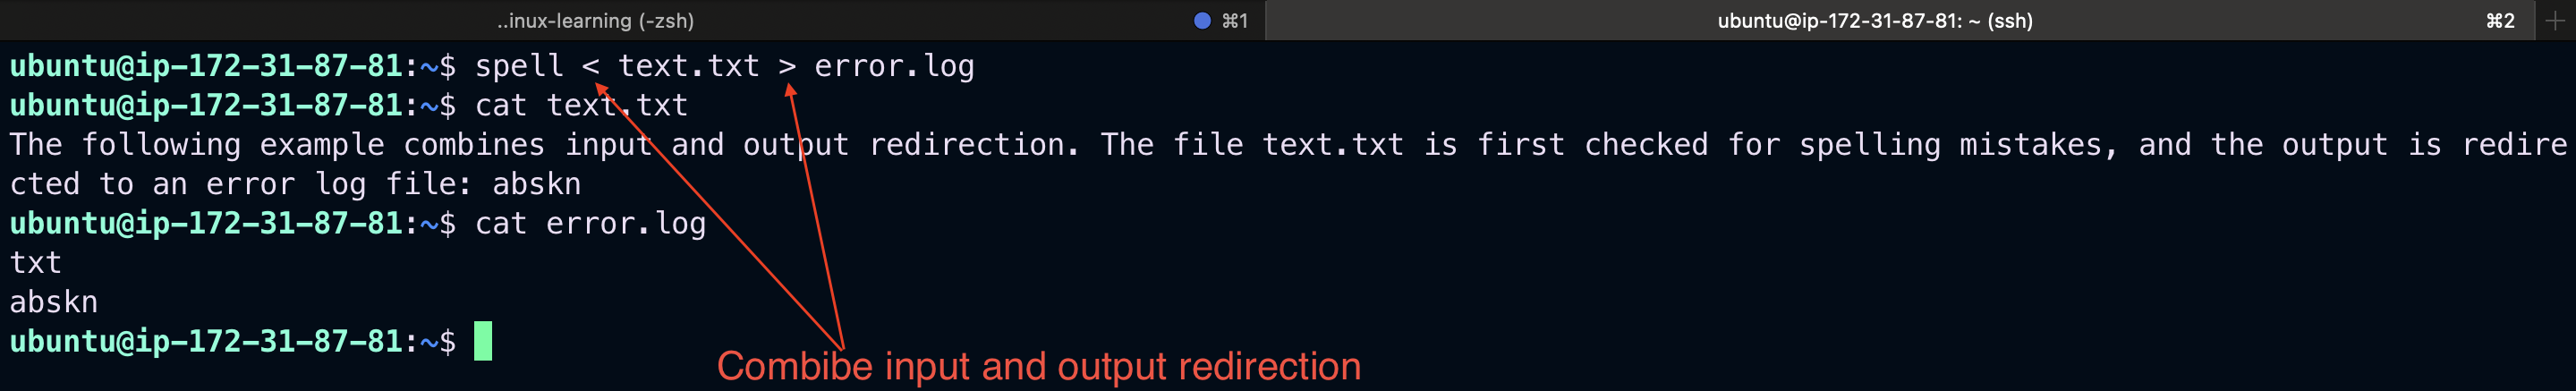 ..inux-learning (-zsh) ⌘1 ubuntu@ip-172-31-87-81: ~ (ssh) ⌘2 +
ubuntu@ip-172-31-87-81:~$ spell < text.txt > error.log
ubuntu@ip-172-31-87-81:~$ cat text.txt
The following example combines input and output redirection. The file text.txt is first checked for spelling mistakes, and the output is redire
cted to an error log file: abskn
ubuntu@ip-172-31-87-81:~$ cat error.log
txt
abskn
ubuntu@ip-172-31-87-81:~$
Combibe input and output redirection